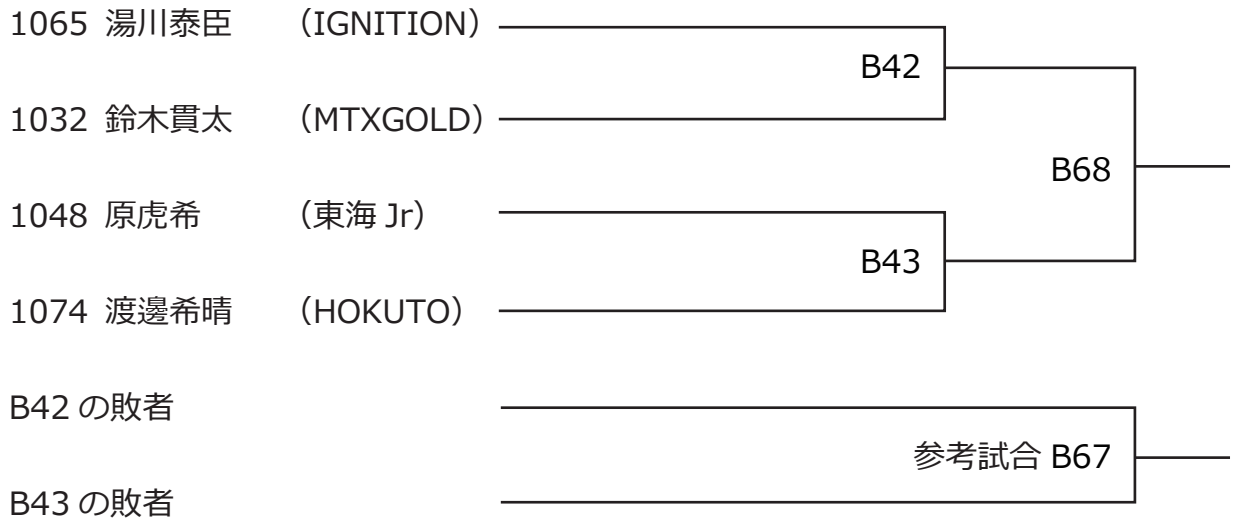 1065 湯川泰臣 （IGNITION）
B42
1032 鈴木貫太 （MTXGOLD）
B68
1048 原虎希 （東海 Jr）
B43
1074 渡邊希晴 （HOKUTO）
B42 の敗者
参考試合 B67
B43 の敗者